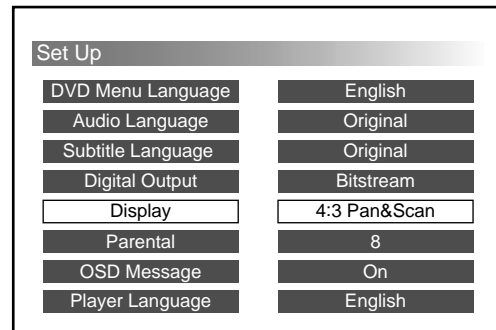 Set Up
DVD Menu Language English
Audio Language Original
Subtitle Language Original
Digital Output Bitstream
Display 4:3 Pan&Scan
Parental 8
OSD Message On
Player Language English